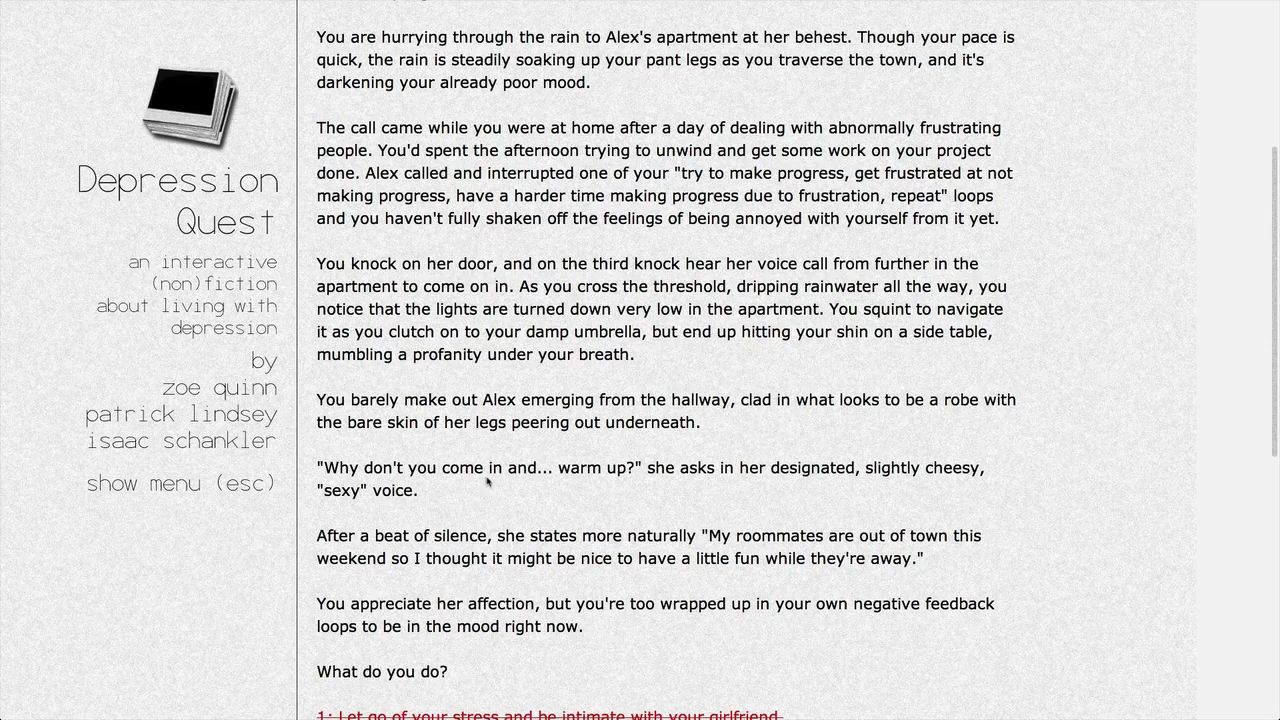 Depression
Quest
an interactive
(non)fiction
about living with
depression
by
zoe quinn
patrick lindsey
isaac schankler
show menu (esc)
You are hurrying through the rain to Alex's apartment at her behest. Though your pace is
quick, the rain is steadily soaking up your pant legs as you traverse the town, and it's
darkening your already poor mood.
The call came while you were at home after a day of dealing with abnormally frustrating
people. You'd spent the afternoon trying to unwind and get some work on your project
done. Alex called and interrupted one of your "try to make progress, get frustrated at not
making progress, have a harder time making progress due to frustration, repeat" loops
and you haven't fully shaken off the feelings of being annoyed with yourself from it yet.
You knock on her door, and on the third knock hear her voice call from further in the
apartment to come on in. As you cross the threshold, dripping rainwater all the way, you
notice that the lights are turned down very low in the apartment. You squint to navigate
it as you clutch on to your damp umbrella, but end up hitting your shin on a side table,
mumbling a profanity under your breath.
You barely make out Alex emerging from the hallway, clad in what looks to be a robe with
the bare skin of her legs peering out underneath.
"Why don't you come in and... warm up?" she asks in her designated, slightly cheesy,
"sexy" voice.
After a beat of silence, she states more naturally "My roommates are out of town this
weekend so I thought it might be nice to have a little fun while they're away."
You appreciate her affection, but you're too wrapped up in your own negative feedback
loops to be in the mood right now.
What do you do?
1: Let go of your stress and be intimate with your girlfriend.